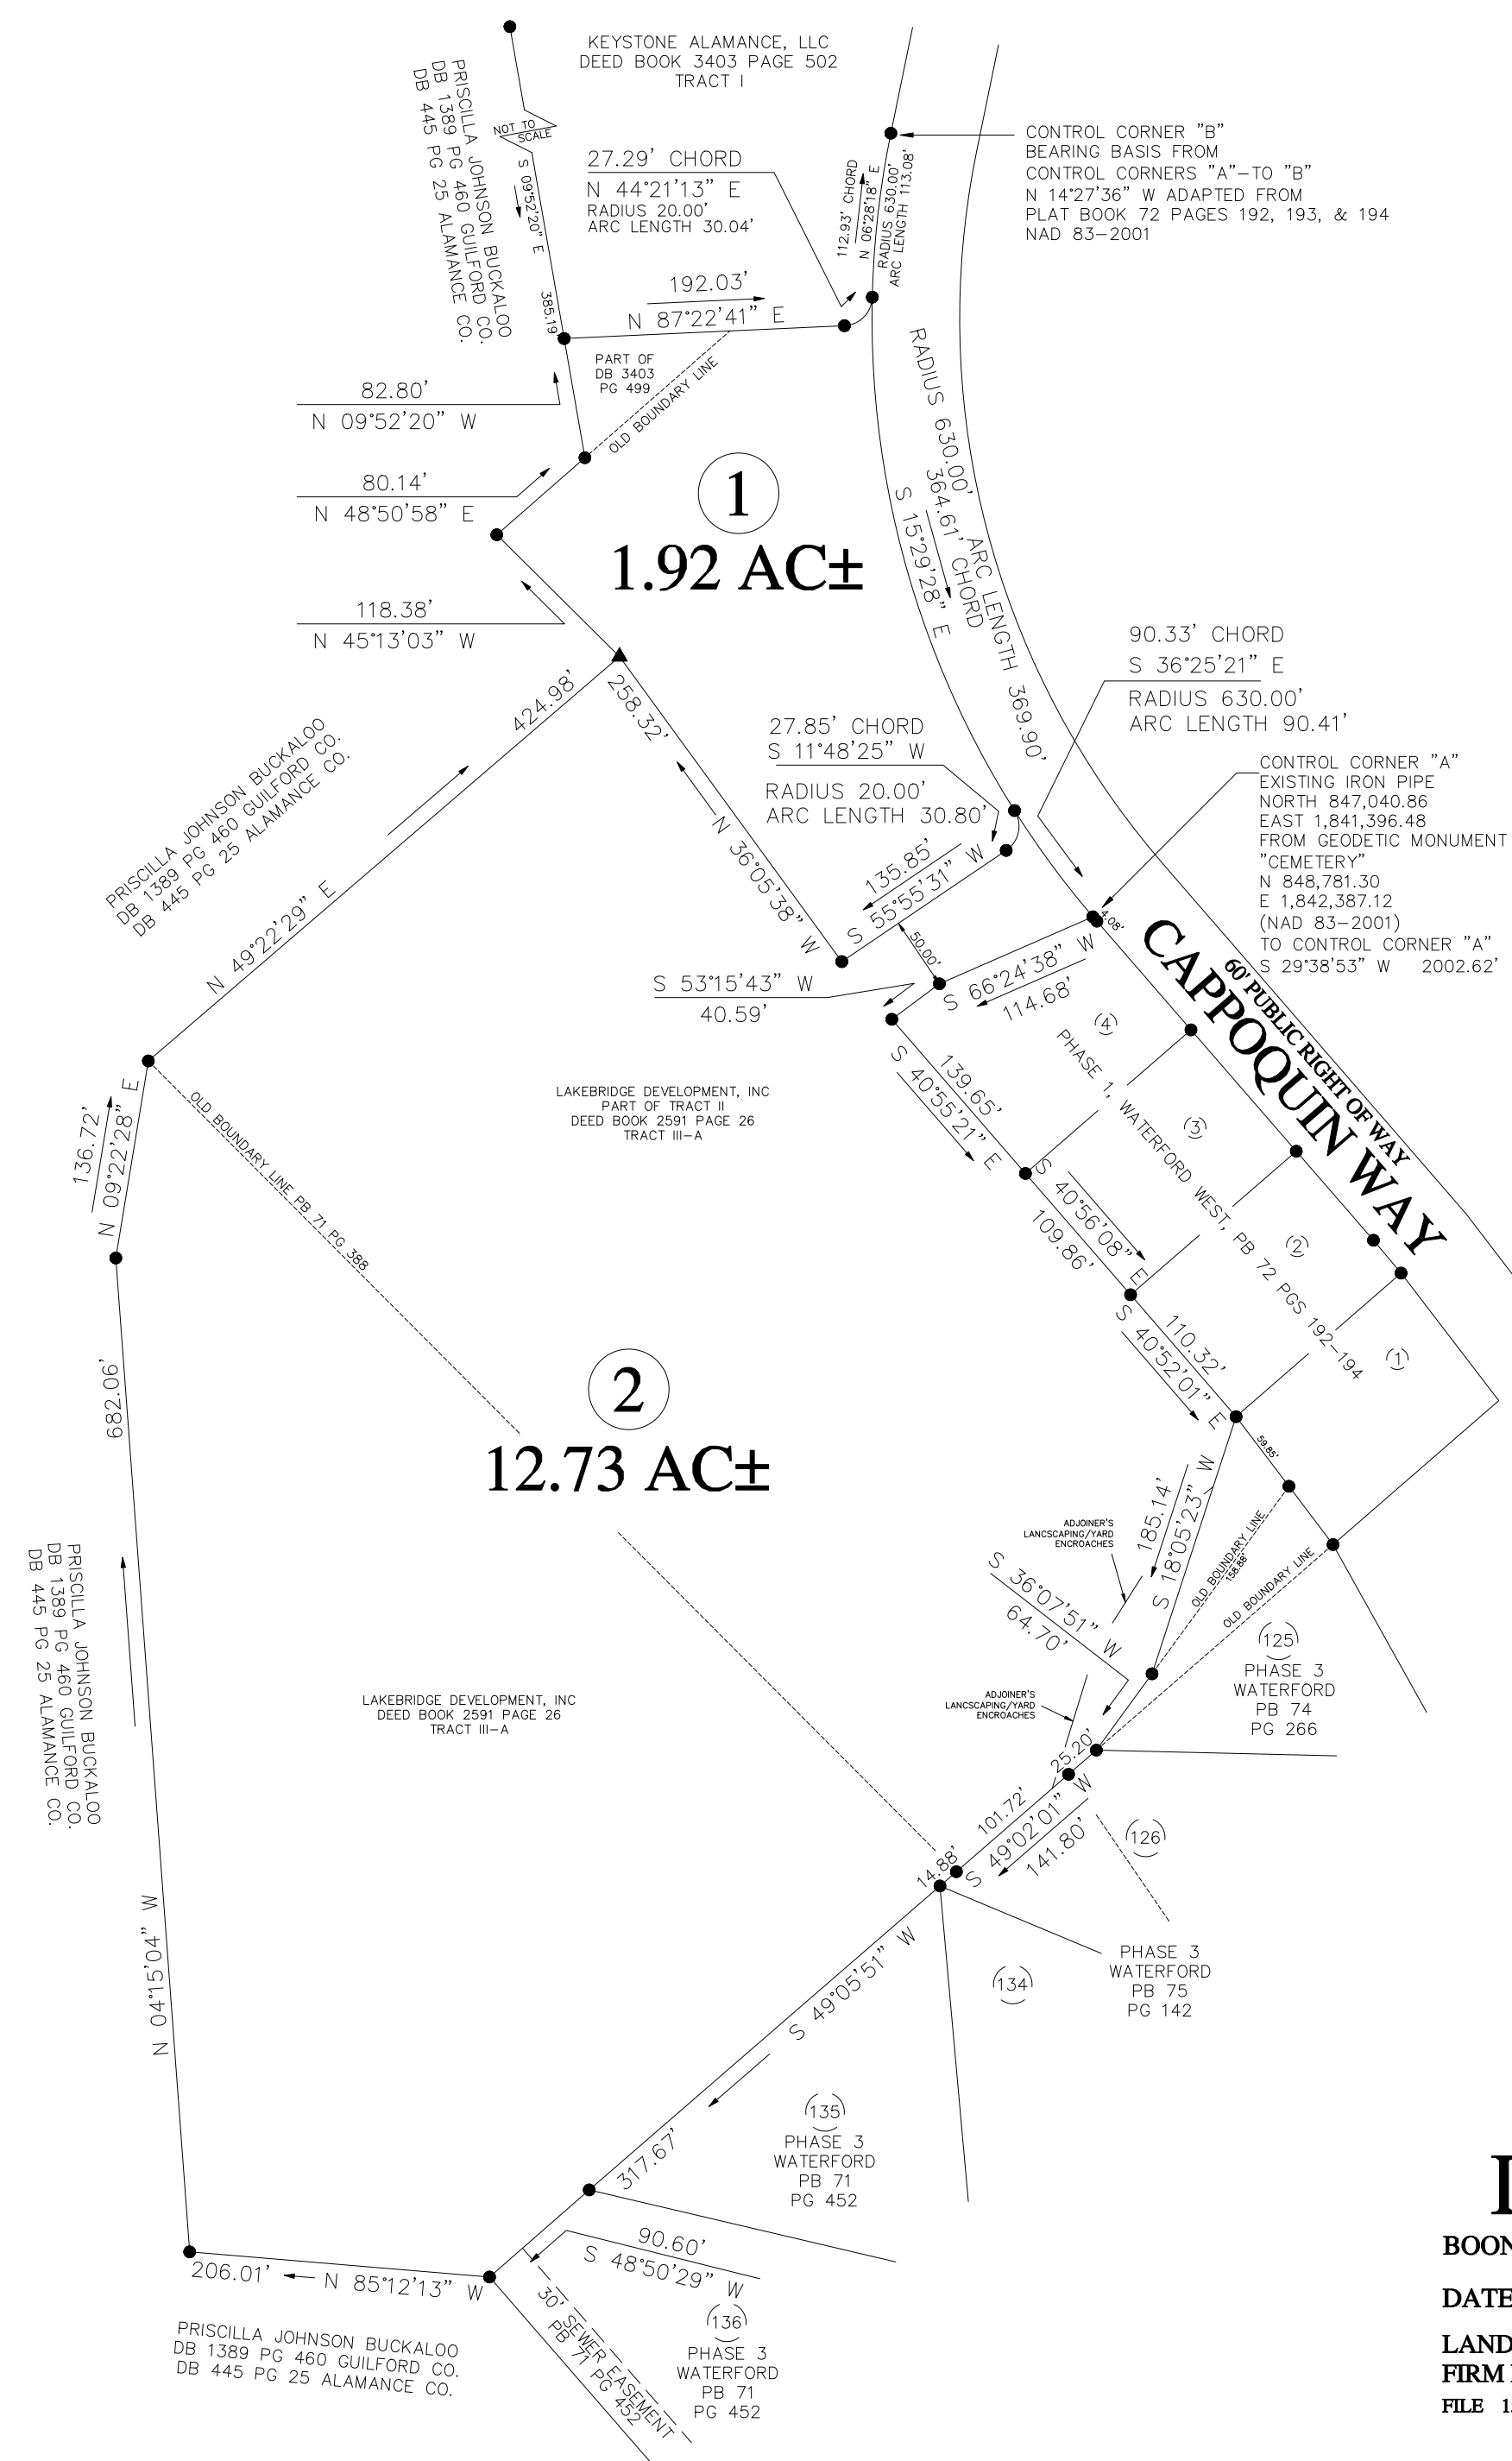 KEYSTONE ALAMANCE, LLC
DEED BOOK 3403 PAGE 502
TRACT I
PRISCILLA JOHNSON BUCKALOO
DB 1389 PG 460 GUILFORD CO.
DB 445 PG 25 ALAMANCE CO.
NOT TO
SCALE
S 09°52'20" E
385.19'
27.29' CHORD
N 44°21'13" E
RADIUS 20.00'
ARC LENGTH 30.04'
112.93' CHORD
N 06°28'18" E
RADIUS 630.00'
ARC LENGTH 113.08'
CONTROL CORNER "B"
BEARING BASIS FROM
CONTROL CORNERS "A"-TO "B"
N 14°27'36" W ADAPTED FROM
PLAT BOOK 72 PAGES 192, 193, & 194
NAD 83-2001
192.03'
N 87°22'41" E
PART OF
DB 3403
PG 499
OLD BOUNDARY LINE
82.80'
N 09°52'20" W
80.14'
N 48°50'58" E
118.38'
N 45°13'03" W
1
1.92 AC±
RADIUS 630.00'
ARC LENGTH 369.90'
364.61' CHORD
S 15°29'28" E
90.33' CHORD
S 36°25'21" E
RADIUS 630.00'
ARC LENGTH 90.41'
27.85' CHORD
S 11°48'25" W
RADIUS 20.00'
ARC LENGTH 30.80'
CONTROL CORNER "A"
EXISTING IRON PIPE
NORTH 847,040.86
EAST 1,841,396.48
FROM GEODETIC MONUMENT
"CEMETERY"
N 848,781.30
E 1,842,387.12
(NAD 83-2001)
TO CONTROL CORNER "A"
S 29°38'53" W 2002.62'
424.98'
N 49°22'29" E
PRISCILLA JOHNSON BUCKALOO
DB 1389 PG 460 GUILFORD CO.
DB 445 PG 25 ALAMANCE CO.
258.32'
N 36°05'38" W
135.85'
S 55°55'31" W
50.00'
4.08'
S 66°24'38" W
114.68'
S 53°15'43" W
40.59'
60' PUBLIC RIGHT OF WAY
CAPPOQUIN WAY
4
3
2
1
PHASE 1, WATERFORD WEST, PB 72 PGS 192-194
139.65'
S 40°55'21" E
S 40°56'08" E
109.86'
110.32'
S 40°52'01" E
59.85'
LAKEBRIDGE DEVELOPMENT, INC
PART OF TRACT II
DEED BOOK 2591 PAGE 26
TRACT III-A
136.72'
N 09°22'28" E
OLD BOUNDARY LINE PB 71 PG 388
682.06'
N 04°15'04" W
2
12.73 AC±
185.14'
S 18°05'23" W
OLD BOUNDARY LINE
158.88'
OLD BOUNDARY LINE
ADJOINER'S
LANCSCAPING/YARD
ENCROACHES
S 36°07'51" W
64.70'
ADJOINER'S
LANCSCAPING/YARD
ENCROACHES
125
PHASE 3
WATERFORD
PB 74
PG 266
PRISCILLA JOHNSON BUCKALOO
DB 1389 PG 460 GUILFORD CO.
DB 445 PG 25 ALAMANCE CO.
LAKEBRIDGE DEVELOPMENT, INC
DEED BOOK 2591 PAGE 26
TRACT III-A
25.20'
101.72'
14.88'
S 49°02'01" W
141.80'
126
PHASE 3
WATERFORD
PB 75
PG 142
134
S 49°05'51" W
317.67'
135
PHASE 3
WATERFORD
PB 71
PG 452
90.60'
S 48°50'29" W
136
PHASE 3
WATERFORD
PB 71
PG 452
30' SEWER EASEMENT
PB 71 PG 452
206.01'
N 85°12'13" W
PRISCILLA JOHNSON BUCKALOO
DB 1389 PG 460 GUILFORD CO.
DB 445 PG 25 ALAMANCE CO.
BOON
DATE
LAND
FIRM
FILE 1